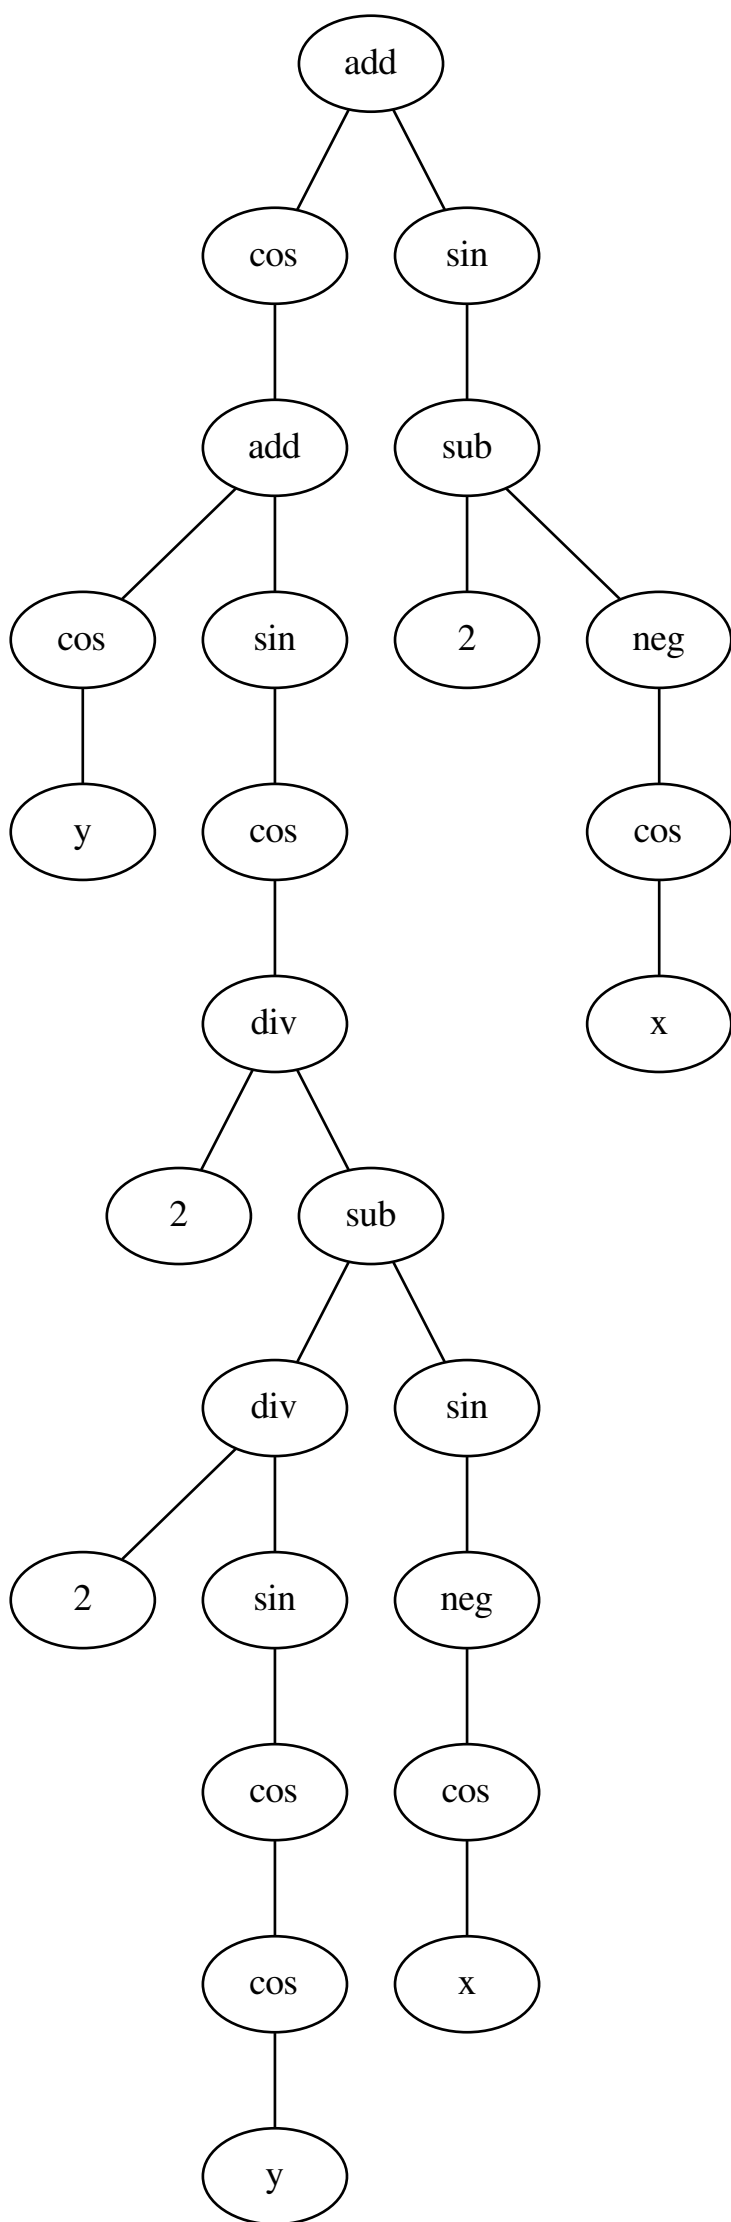 add
cos sin
add sub
cos sin 2 neg
y cos cos
div x
2 sub
div sin
2 sin neg
cos cos
cos x
y